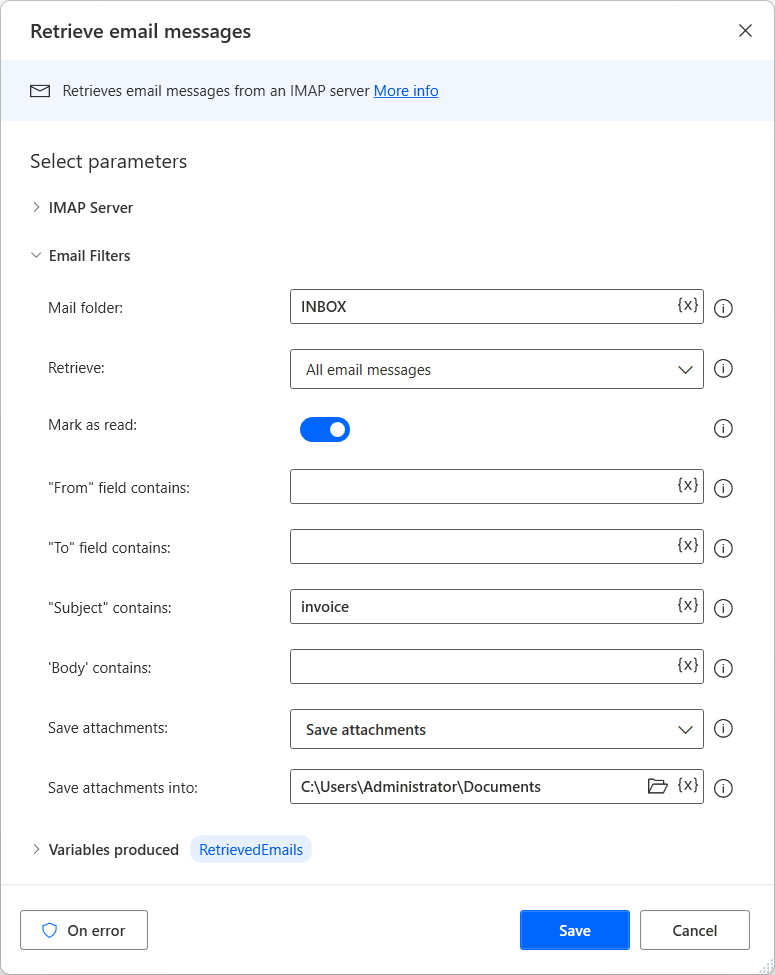 Retrieve email messages
Retrieves email messages from an IMAP server More info
Select parameters
IMAP Server
Email Filters
Mail folder: INBOX {x}
Retrieve: All email messages
Mark as read:
"From" field contains: {x}
"To" field contains: {x}
"Subject" contains: invoice {x}
'Body' contains: {x}
Save attachments: Save attachments
Save attachments into: C:\Users\Administrator\Documents {x}
Variables produced RetrievedEmails
On error Save Cancel